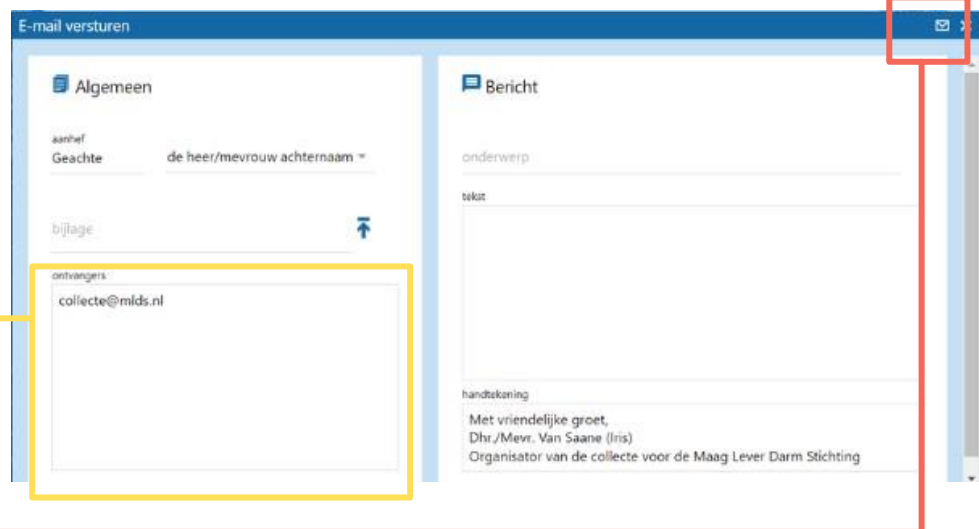 E-mail versturen
Algemeen
aanhef
Geachte de heer/mevrouw achternaam
bijlage
ontvangers
collecte@mlds.nl
Bericht
onderwerp
tekst
handtekening
Met vriendelijke groet,
Dhr./Mevr. Van Saane (Iris)
Organisator van de collecte voor de Maag Lever Darm Stichting